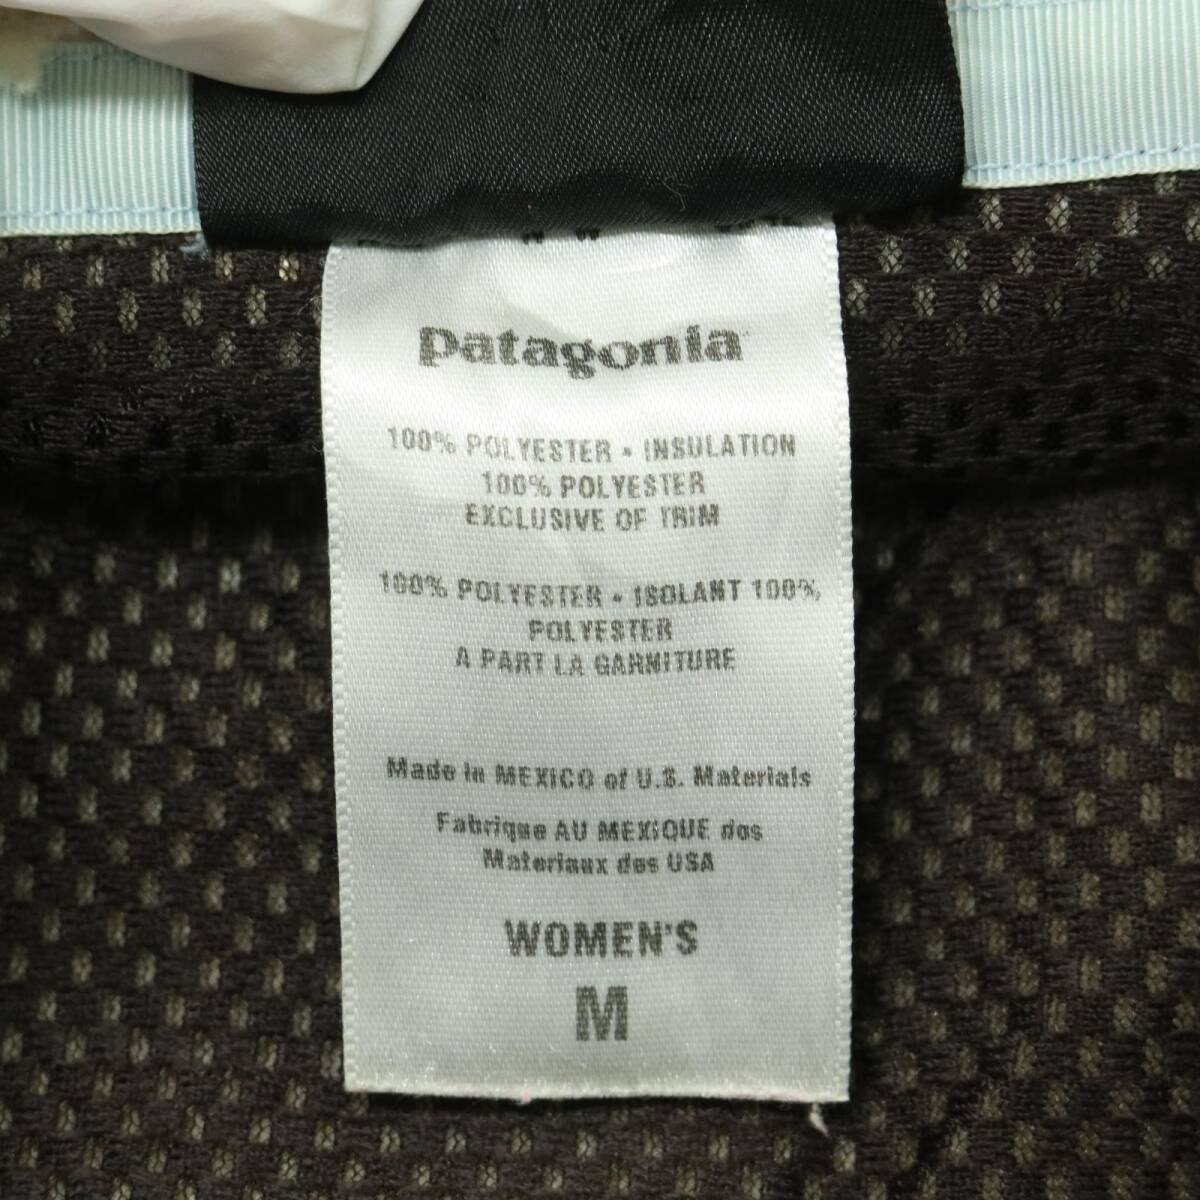 patagonia
100% POLYESTER • INSULATION
100% POLYESTER
EXCLUSIVE OF TRIM
100% POLYESTER • ISOLANT 100%
POLYESTER
A PART LA GARNITURE
Made in MEXICO of U.S. Materials
Fabrique AU MEXIQUE des
Materiaux des USA
WOMEN'S
M